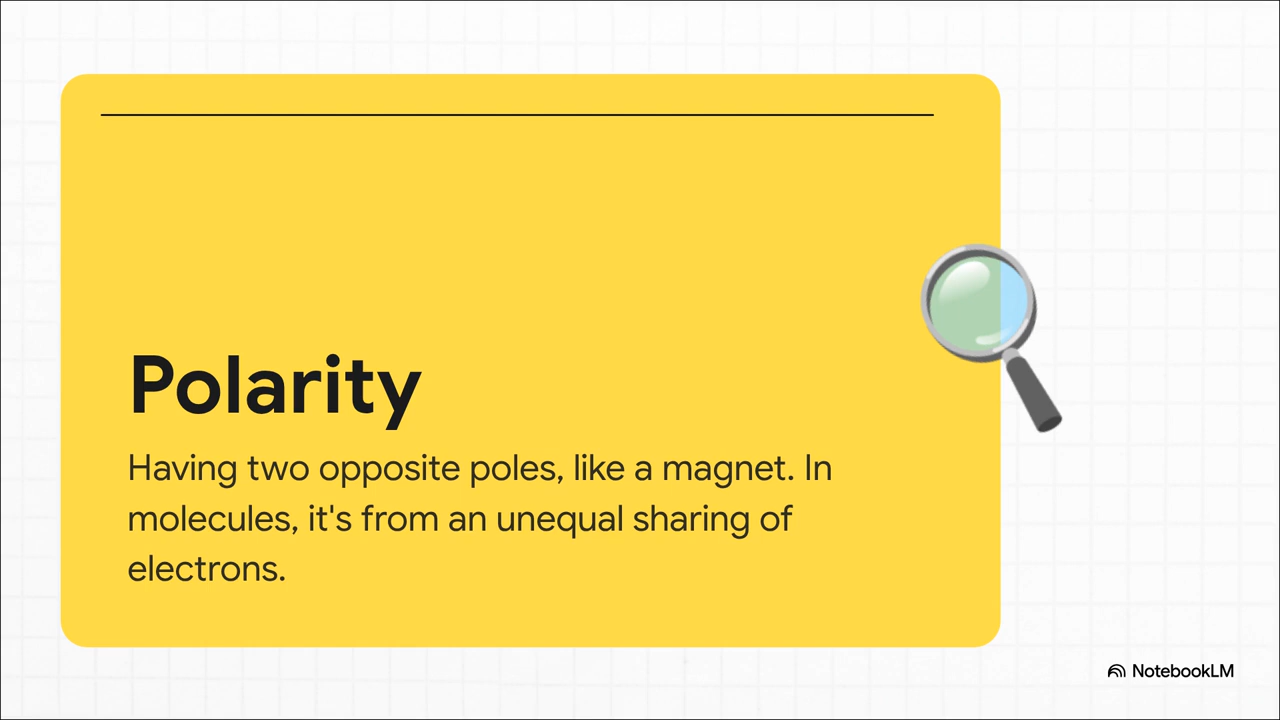 Polarity
Having two opposite poles, like a magnet. In
molecules, it's from an unequal sharing of
electrons.
NotebookLM